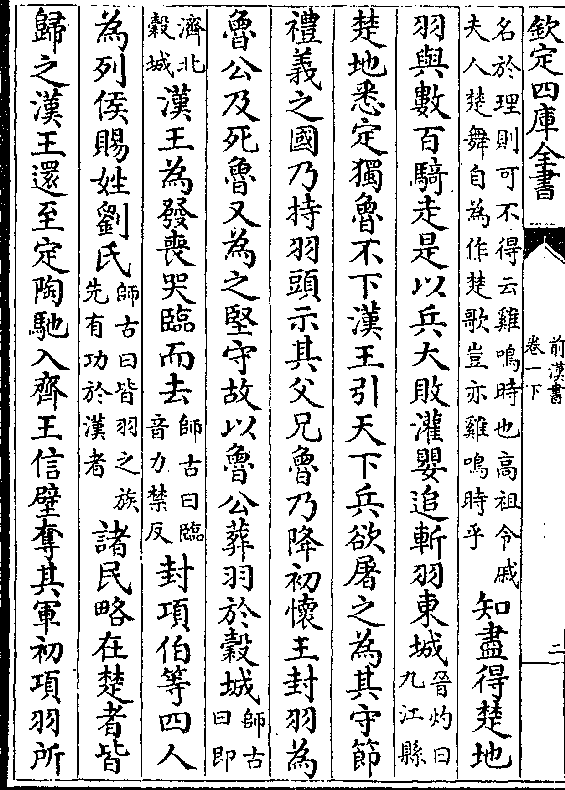 欽定四庫全書
前漢書
卷一下
二
名於理則可不得云雞鳴時也高祖令戚
夫人楚舞自為作楚歌豈亦雞鳴時乎
知盡得楚地
羽與數百騎走是以兵大敗灌嬰追斬羽東城
晉灼曰
九江縣
楚地悉定獨魯不下漢王引天下兵欲屠之為其守節
禮義之國乃持羽頭示其父兄魯乃降初懷王封羽為
魯公及死魯又為之堅守故以魯公葬羽於穀城
師古
曰即
濟北
穀城
漢王為發喪哭臨而去
師古曰臨
音力禁反
封項伯等四人
為列侯賜姓劉氏
師古曰皆羽之族
先有功於漢者
諸民略在楚者皆
歸之漢王還至定陶馳入齊王信壁奪其軍初項羽所